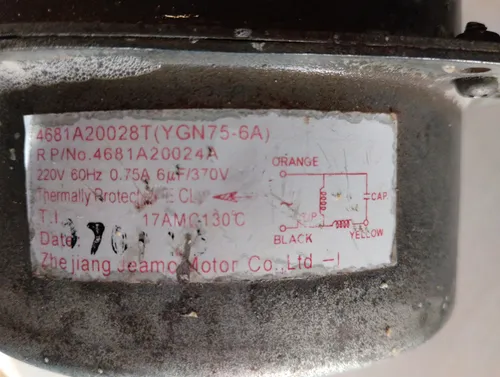 4681A20028T(YGN75-6A)
R P/No.4681A20024A
220V 60Hz 0.75A 6μF/370V
Thermally Protected E CL
T.I. 17AMC130℃
Date
Zhejiang Jeamo Motor Co.,Ltd -I
ORANGE
CAP.
BLACK
YELLOW